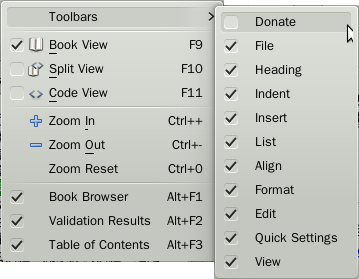 Toolbars
Book View F9
Split View F10
Code View F11
Zoom In Ctrl++
Zoom Out Ctrl+-
Zoom Reset Ctrl+0
Book Browser Alt+F1
Validation Results Alt+F2
Table of Contents Alt+F3
Donate
File
Heading
Indent
Insert
List
Align
Format
Edit
Quick Settings
View